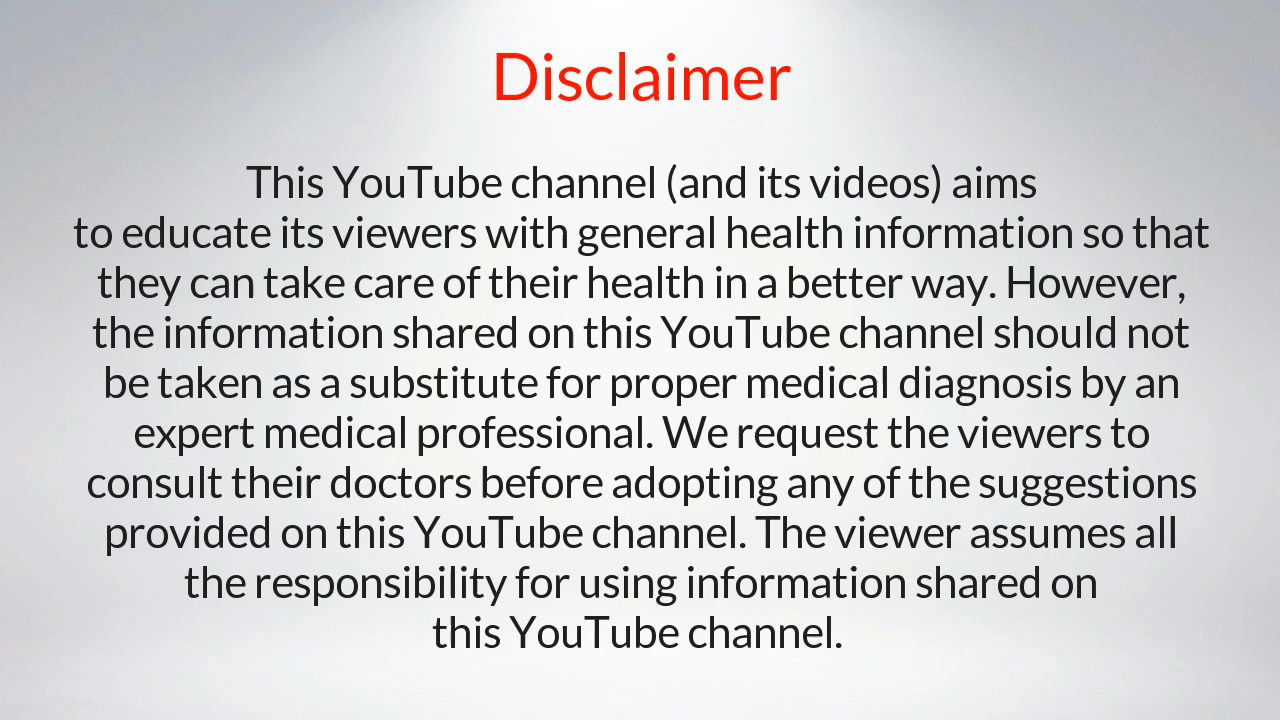 Disclaimer
This YouTube channel (and its videos) aims
to educate its viewers with general health information so that
they can take care of their health in a better way. However,
the information shared on this YouTube channel should not
be taken as a substitute for proper medical diagnosis by an
expert medical professional. We request the viewers to
consult their doctors before adopting any of the suggestions
provided on this YouTube channel. The viewer assumes all
the responsibility for using information shared on
this YouTube channel.